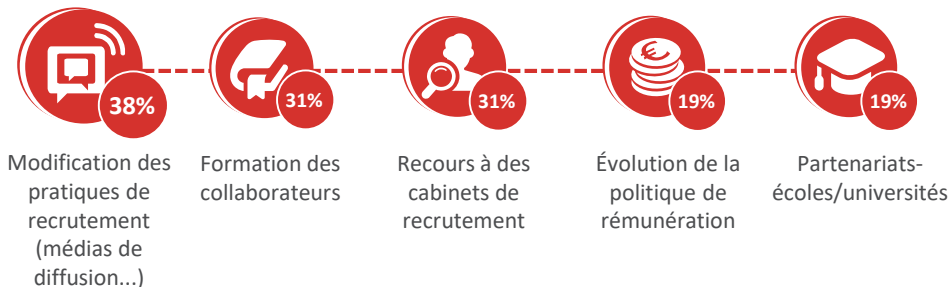 38%
31%
31%
19%
19%
Modification des
pratiques de
recrutement
(médias de
diffusion...)
Formation des
collaborateurs
Recours à des
cabinets de
recrutement
Évolution de la
politique de
rémunération
Partenariats-
écoles/universités